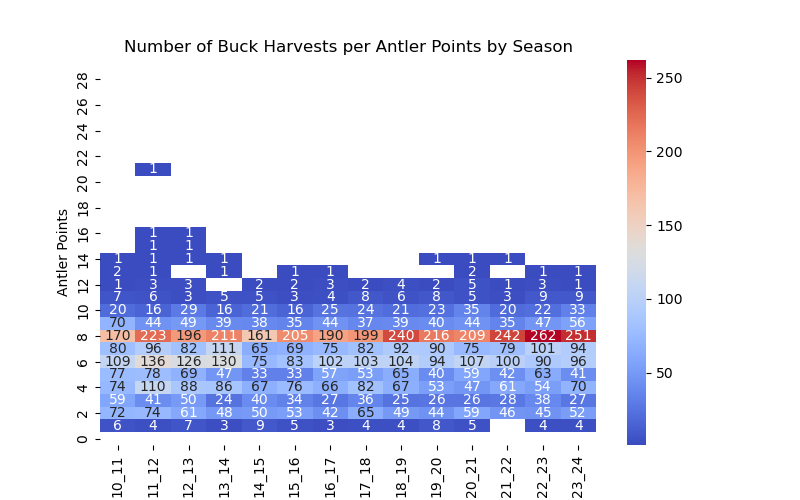 Number of Buck Harvests per Antler Points by Season
28
26
24
22
1
20
18
16 1 1
1 1
14 1 1 1 1 1 1 1
2 1 1 1 1 2 1 1
12 1 3 3 2 2 3 2 4 2 5 1 3 1
7 6 3 5 5 3 4 8 6 8 5 3 9 9
10 20 16 29 16 21 16 25 24 21 23 35 20 22 33
70 44 49 39 38 35 44 37 39 40 44 35 47 56
8 170 223 196 211 161 205 190 199 240 216 209 242 262 251
80 96 82 111 65 69 75 82 92 90 75 79 101 94
6 109 136 126 130 75 83 102 103 104 94 107 100 90 96
77 78 69 47 33 33 57 53 65 40 59 42 63 41
4 74 110 88 86 67 76 66 82 67 53 47 61 54 70
59 41 50 24 40 34 27 36 25 26 26 28 38 27
2 72 74 61 48 50 53 42 65 49 44 59 46 45 52
6 4 7 3 9 5 3 4 4 8 5 4 4
0
Antler Points
10_11 11_12 12_13 13_14 14_15 15_16 16_17 17_18 18_19 19_20 20_21 21_22 22_23 23_24
250
200
150
100
50